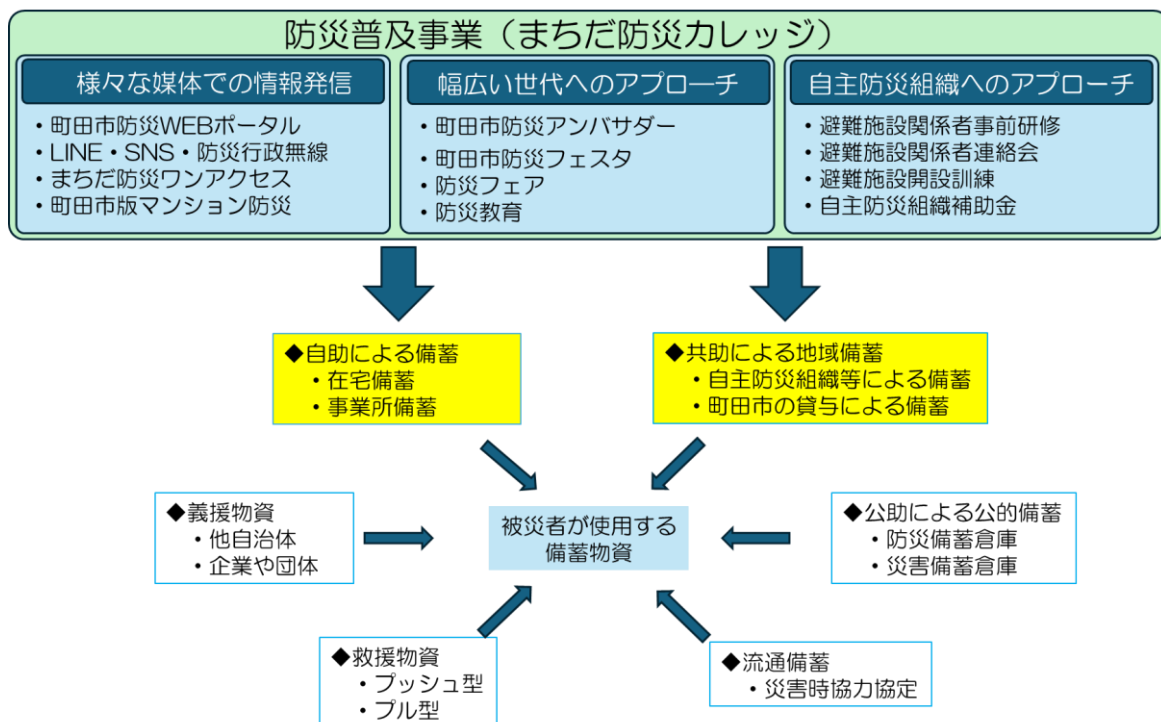 防災普及事業（まちだ防災カレッジ）
様々な媒体での情報発信
・町田市防災WEBポータル
・LINE・SNS・防災行政無線
・まちだ防災ワンアクセス
・町田市版マンション防災
幅広い世代へのアプローチ
・町田市防災アンバサダー
・町田市防災フェスタ
・防災フェア
・防災教育
自主防災組織へのアプローチ
・避難施設関係者事前研修
・避難施設関係者連絡会
・避難施設開設訓練
・自主防災組織補助金
◆自助による備蓄
・在宅備蓄
・事業所備蓄
◆共助による地域備蓄
・自主防災組織等による備蓄
・町田市の貸与による備蓄
◆義援物資
・他自治体
・企業や団体
被災者が使用する
備蓄物資
◆公助による公的備蓄
・防災備蓄倉庫
・災害備蓄倉庫
◆救援物資
・プッシュ型
・プル型
◆流通備蓄
・災害時協力協定